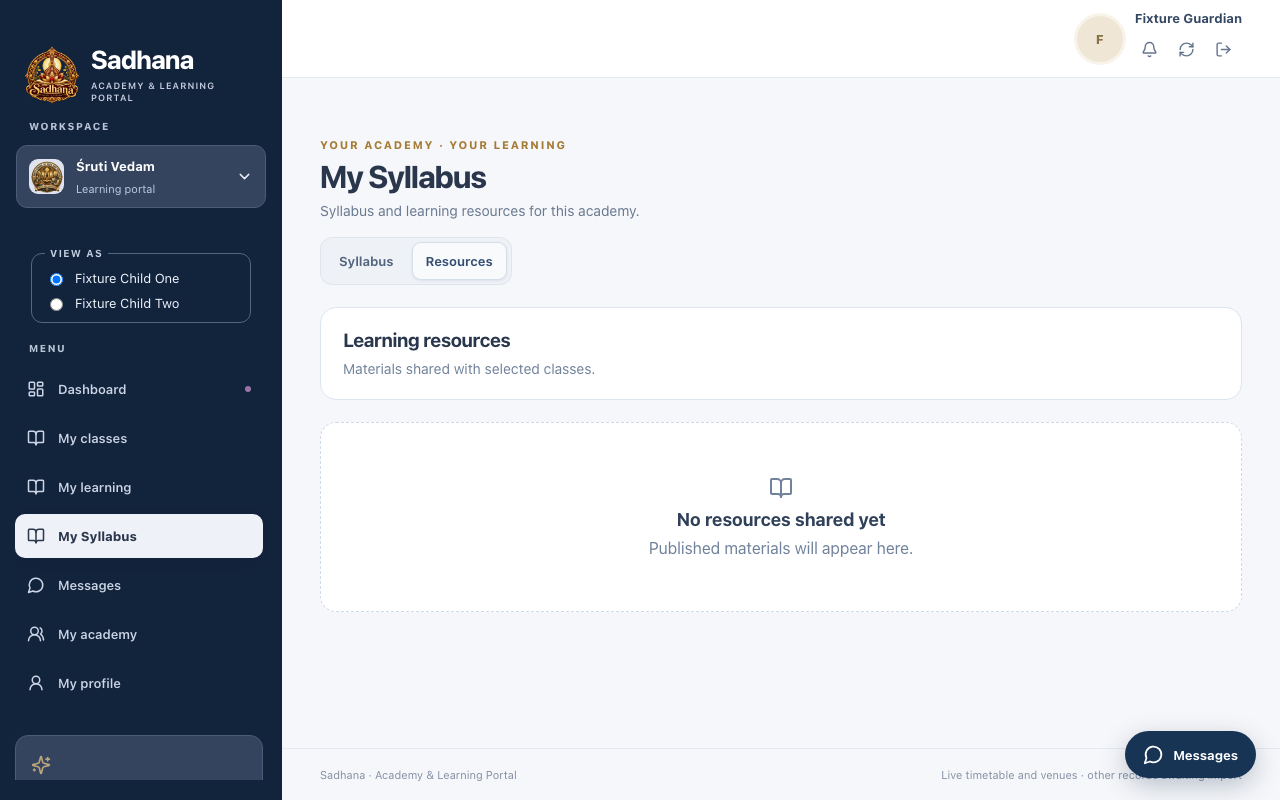 Sadhana
Sadhana
ACADEMY & LEARNING
PORTAL
WORKSPACE
Śruti Vedam
Learning portal
VIEW AS
Fixture Child One
Fixture Child Two
MENU
Dashboard
My classes
My learning
My Syllabus
Messages
My academy
My profile
F
Fixture Guardian
YOUR ACADEMY · YOUR LEARNING
My Syllabus
Syllabus and learning resources for this academy.
Syllabus
Resources
Learning resources
Materials shared with selected classes.
No resources shared yet
Published materials will appear here.
Sadhana · Academy & Learning Portal
Live timetable and venues · other
Messages